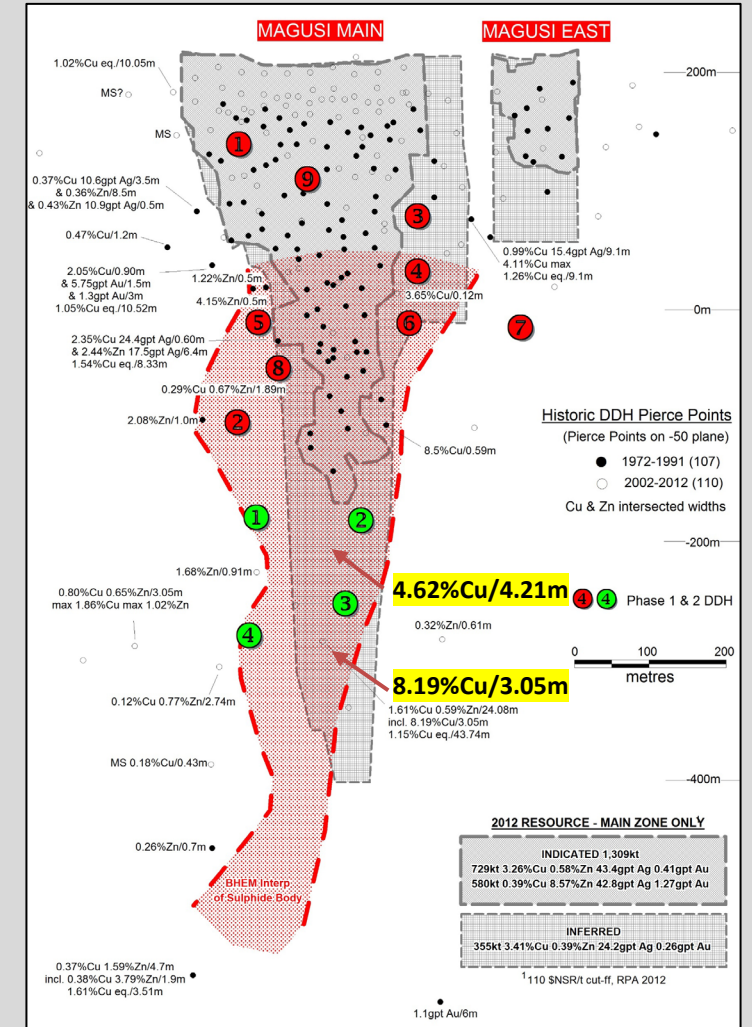 MAGUSI MAIN
MAGUSI EAST
1.02%Cu eq./10.05m
MS?
MS
200m
0.37%Cu 10.6gpt Ag/3.5m
& 0.36%Zn/8.5m
& 0.43%Zn 10.9gpt Ag/0.5m
0.47%Cu/1.2m
2.05%Cu/0.90m
& 5.75gpt Au/1.5m
& 1.3gpt Au/3m
1.05%Cu eq./10.52m
1.22%Zn/0.5m
4.15%Zn/0.5m
2.35%Cu 24.4gpt Ag/0.60m
& 2.44%Zn 17.5gpt Ag/6.4m
1.54%Cu eq./8.33m
0.29%Cu 0.67%Zn/1.89m
2.08%Zn/1.0m
1
9
3
4
5
6
7
8
2
0.99%Cu 15.4gpt Ag/9.1m
4.11%Cu max
1.26%Cu eq./9.1m
3.65%Cu/0.12m
0m
8.5%Cu/0.59m
Historic DDH Pierce Points
(Pierce Points on -50 plane)
1972-1991 (107)
2002-2012 (110)
Cu & Zn intersected widths
1
2
3
4
-200m
1.68%Zn/0.91m
0.80%Cu 0.65%Zn/3.05m
max 1.86%Cu max 1.02%Zn
4.62%Cu/4.21m
4 4 Phase 1 & 2 DDH
0.32%Zn/0.61m
0 100 200
metres
8.19%Cu/3.05m
1.61%Cu 0.59%Zn/24.08m
incl. 8.19%Cu/3.05m
1.15%Cu eq./43.74m
0.12%Cu 0.77%Zn/2.74m
MS 0.18%Cu/0.43m
-400m
0.26%Zn/0.7m
BHEM Interp.
of Sulphide Body
2012 RESOURCE - MAIN ZONE ONLY
INDICATED 1,309kt
729kt 3.26%Cu 0.58%Zn 43.4gpt Ag 0.41gpt Au
580kt 0.39%Cu 8.57%Zn 42.8gpt Ag 1.27gpt Au
INFERRED
355kt 3.41%Cu 0.39%Zn 24.2gpt Ag 0.26gpt Au
1 110 $NSR/t cut-ff, RPA 2012
0.37%Cu 1.59%Zn/4.7m
incl. 0.38%Cu 3.79%Zn/1.9m
1.61%Cu eq./3.51m
1.1gpt Au/6m